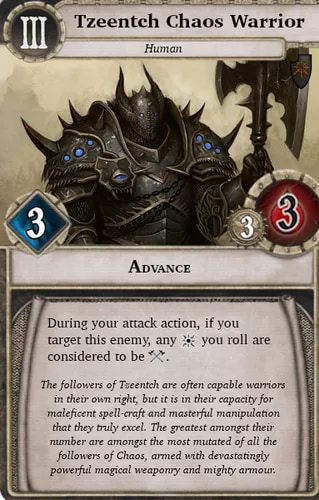 III
Tzeentch Chaos Warrior
Human
3
3
3
Advance
During your attack action, if you
target this enemy, any you roll are
considered to be .
The followers of Tzeentch are often capable warriors
in their own right, but it is in their capacity for
maleficent spell-craft and masterful manipulation
that they truly excel. The greatest amongst their
number are amongst the most mutated of all the
followers of Chaos, armed with devastatingly
powerful magical weaponry and mighty armour.